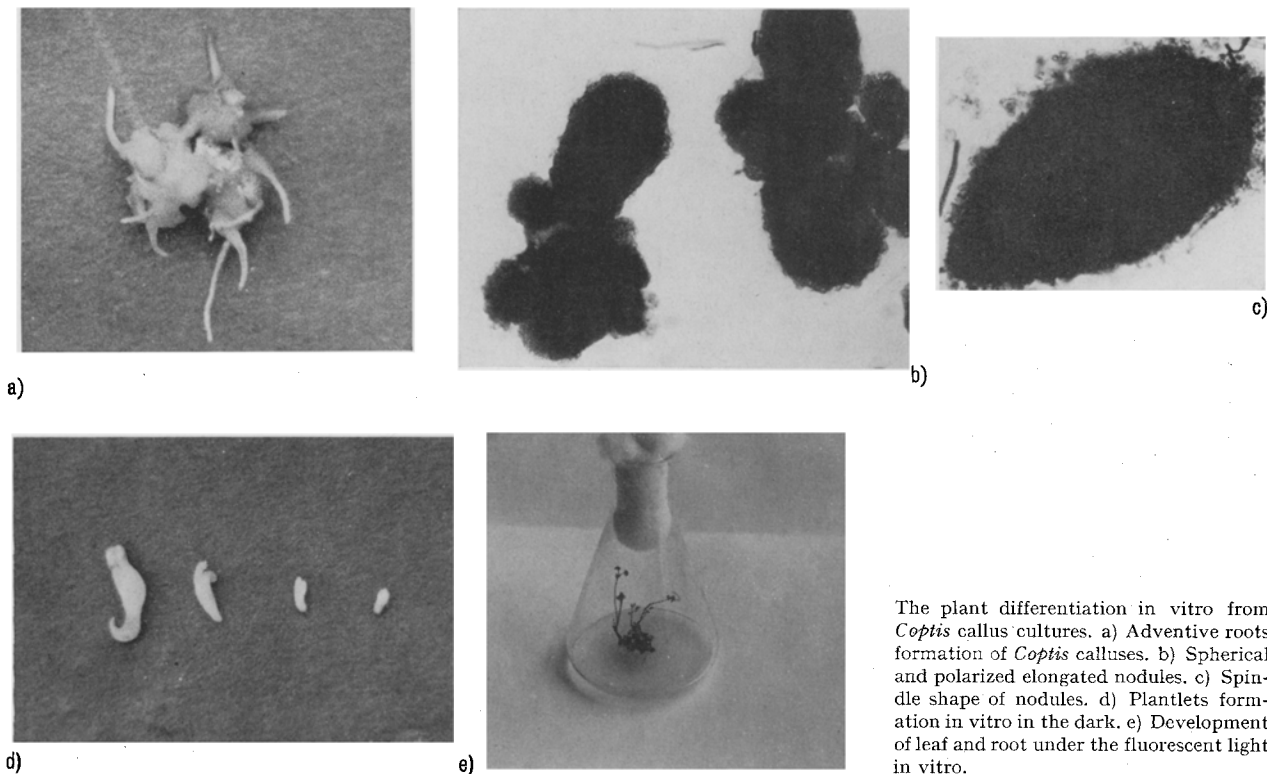 a)
b)
c)
d)
e)
The plant differentiation in vitro from
Coptis callus cultures. a) Adventive roots
formation of Coptis calluses. b) Spherical
and polarized elongated nodules. c) Spin-
dle shape of nodules. d) Plantlets form-
ation in vitro in the dark. e) Development
of leaf and root under the fluorescent light
in vitro.